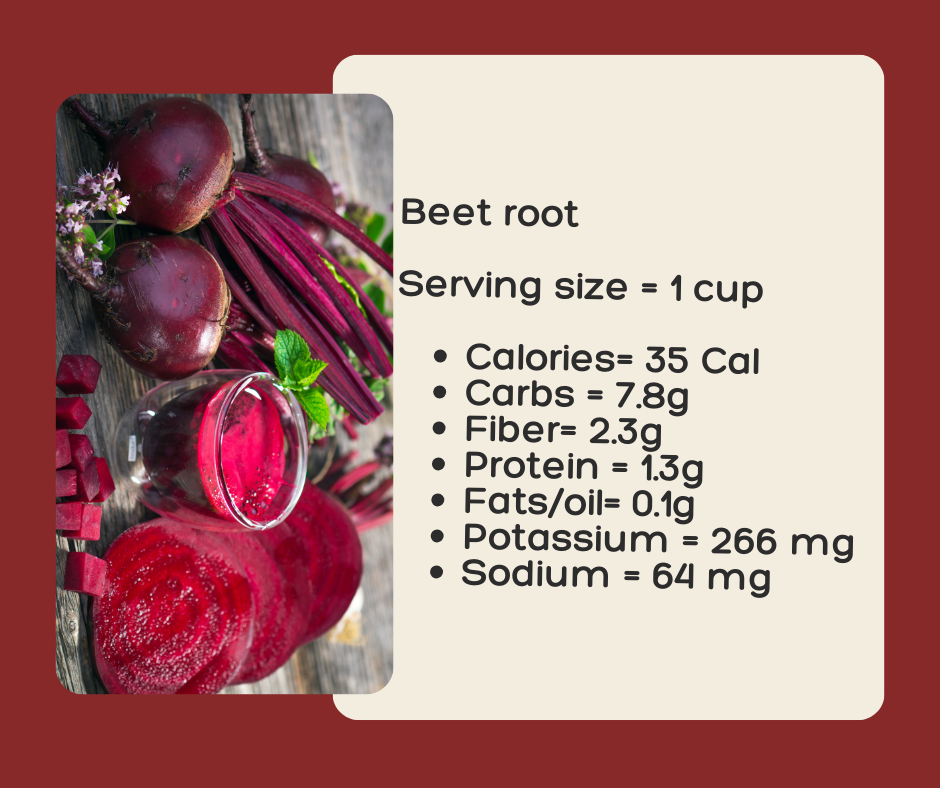 Beet root
Serving size = 1 cup
• Calories= 35 Cal
• Carbs = 7.8g
• Fiber= 2.3g
• Protein = 1.3g
• Fats/oil= 0.1g
• Potassium = 266 mg
• Sodium = 64 mg